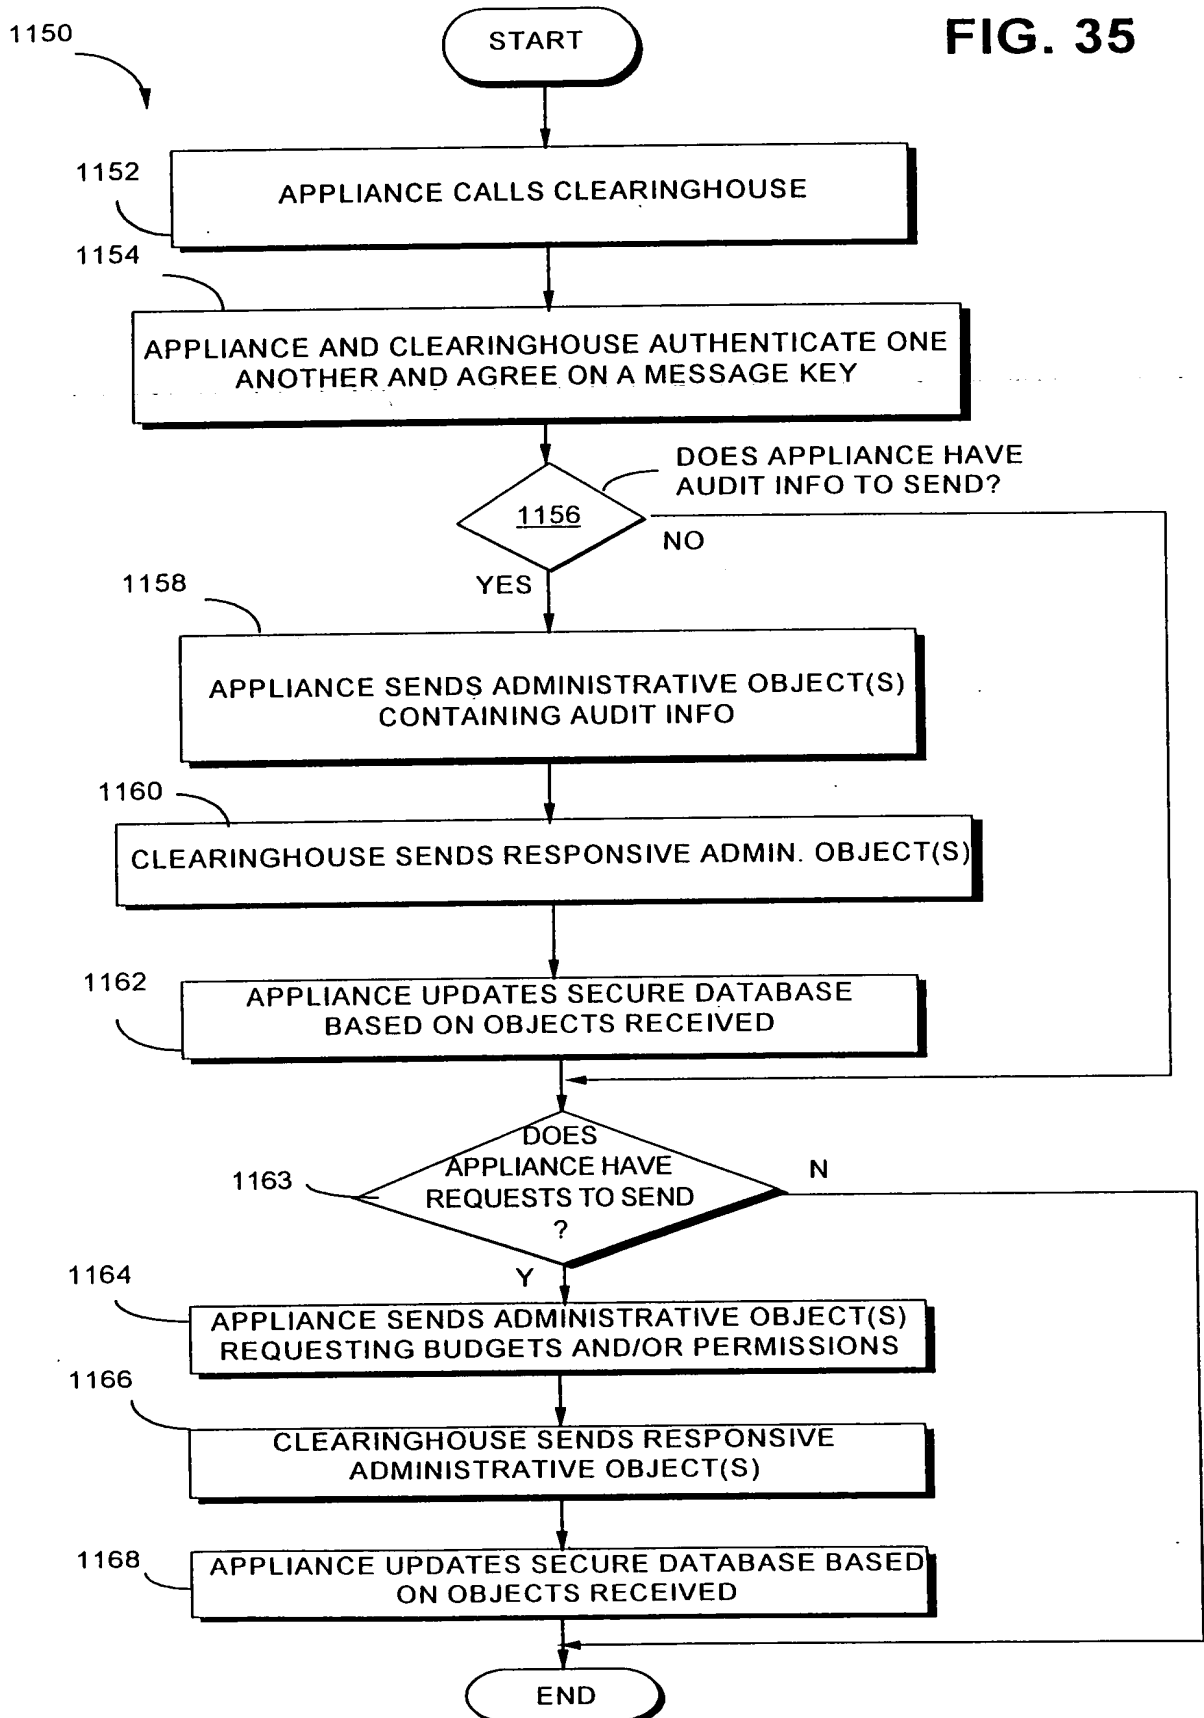 1150
START
FIG. 35
1152
APPLIANCE CALLS CLEARINGHOUSE
1154
APPLIANCE AND CLEARINGHOUSE AUTHENTICATE ONE
ANOTHER AND AGREE ON A MESSAGE KEY
DOES APPLIANCE HAVE
AUDIT INFO TO SEND?
1156
NO
YES
1158
APPLIANCE SENDS ADMINISTRATIVE OBJECT(S)
CONTAINING AUDIT INFO
1160
CLEARINGHOUSE SENDS RESPONSIVE ADMIN. OBJECT(S)
1162
APPLIANCE UPDATES SECURE DATABASE
BASED ON OBJECTS RECEIVED
1163
DOES
APPLIANCE HAVE
REQUESTS TO SEND
?
N
Y
1164
APPLIANCE SENDS ADMINISTRATIVE OBJECT(S)
REQUESTING BUDGETS AND/OR PERMISSIONS
1166
CLEARINGHOUSE SENDS RESPONSIVE
ADMINISTRATIVE OBJECT(S)
1168
APPLIANCE UPDATES SECURE DATABASE BASED
ON OBJECTS RECEIVED
END